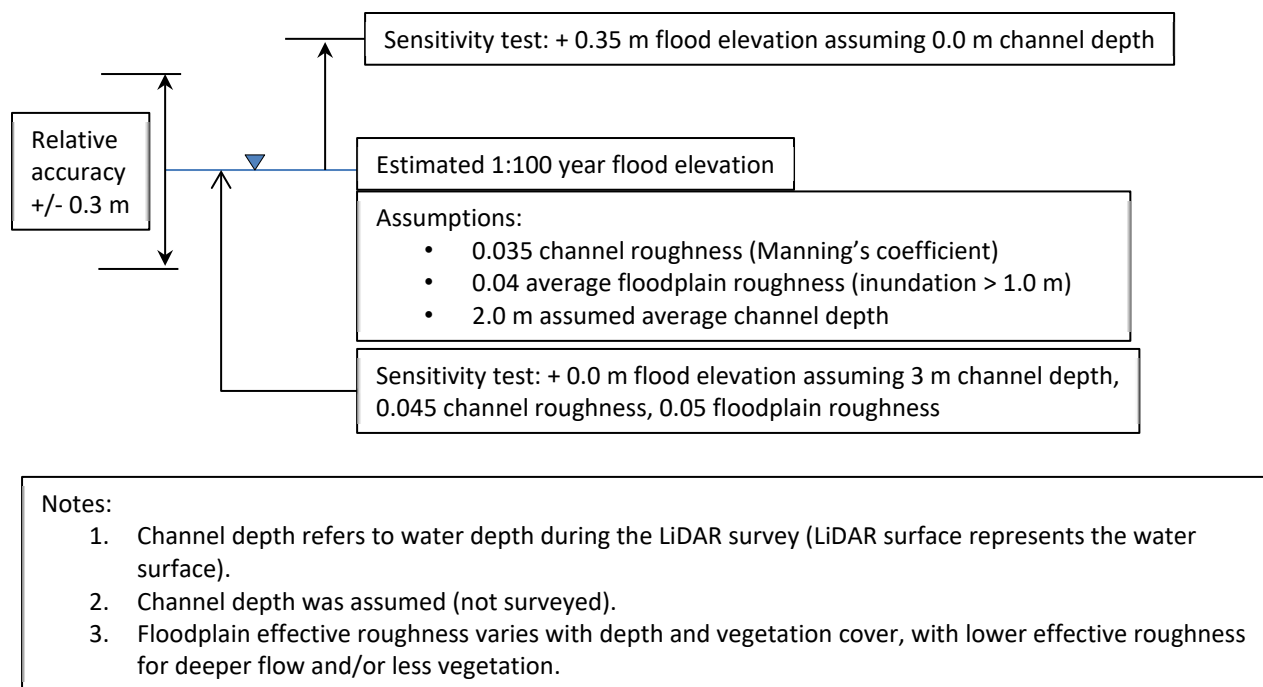 Sensitivity test: + 0.35 m flood elevation assuming 0.0 m channel depth
Relative
accuracy
+/- 0.3 m
Estimated 1:100 year flood elevation
Assumptions:
• 0.035 channel roughness (Manning’s coefficient)
• 0.04 average floodplain roughness (inundation > 1.0 m)
• 2.0 m assumed average channel depth
Sensitivity test: + 0.0 m flood elevation assuming 3 m channel depth,
0.045 channel roughness, 0.05 floodplain roughness
Notes:
1. Channel depth refers to water depth during the LiDAR survey (LiDAR surface represents the water
surface).
2. Channel depth was assumed (not surveyed).
3. Floodplain effective roughness varies with depth and vegetation cover, with lower effective roughness
for deeper flow and/or less vegetation.